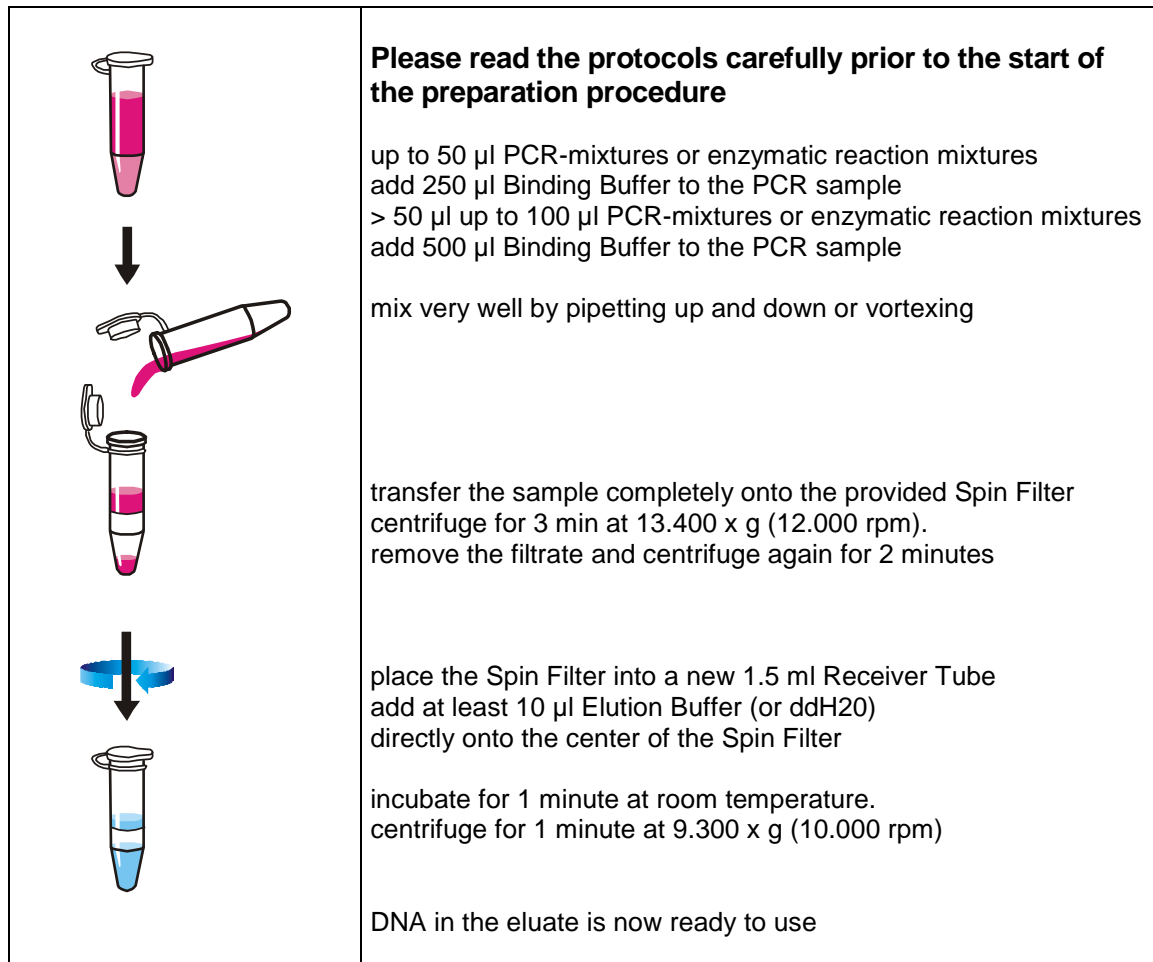 Please read the protocols carefully prior to the start of
the preparation procedure
up to 50 µl PCR-mixtures or enzymatic reaction mixtures
add 250 µl Binding Buffer to the PCR sample
> 50 µl up to 100 µl PCR-mixtures or enzymatic reaction mixtures
add 500 µl Binding Buffer to the PCR sample
mix very well by pipetting up and down or vortexing
transfer the sample completely onto the provided Spin Filter
centrifuge for 3 min at 13.400 x g (12.000 rpm).
remove the filtrate and centrifuge again for 2 minutes
place the Spin Filter into a new 1.5 ml Receiver Tube
add at least 10 µl Elution Buffer (or ddH20)
directly onto the center of the Spin Filter
incubate for 1 minute at room temperature.
centrifuge for 1 minute at 9.300 x g (10.000 rpm)
DNA in the eluate is now ready to use